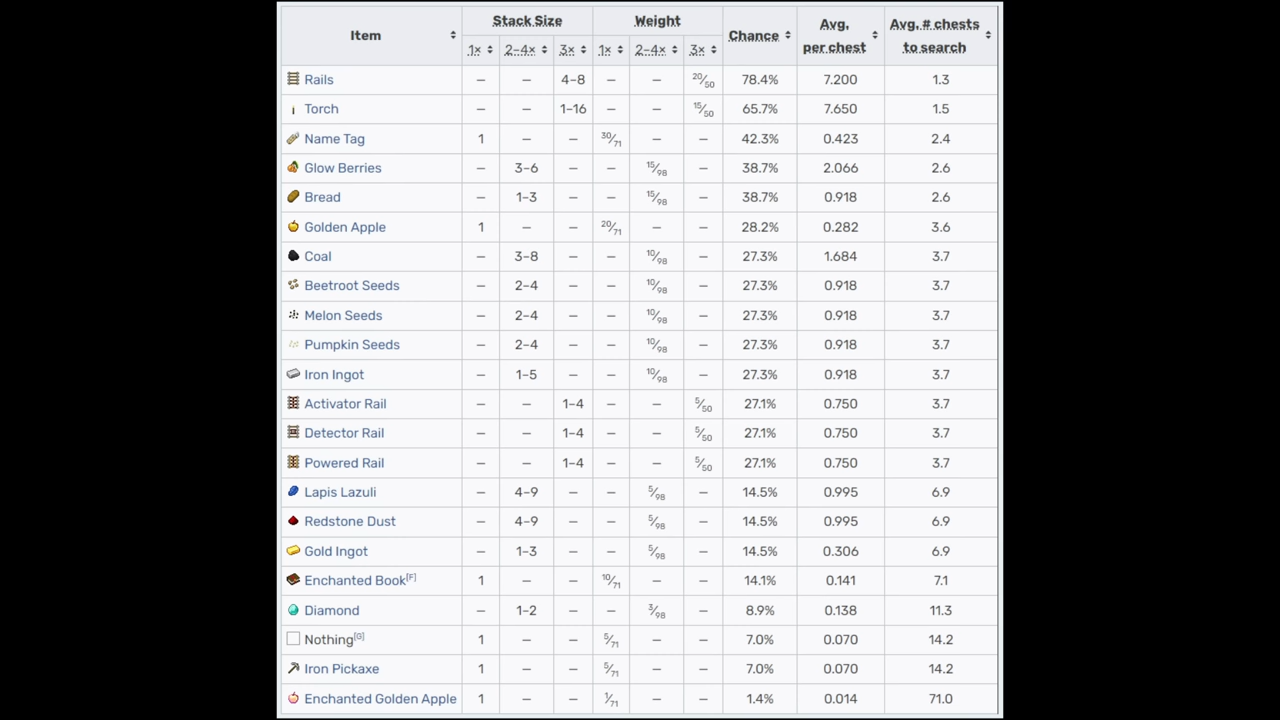 Item Stack Size Weight Chance Avg. per chest Avg. # chests to search
1× 2–4× 3× 1× 2–4× 3×
Rails – – 4–8 – – 20/50 78.4% 7.200 1.3
Torch – – 1–16 – – 15/50 65.7% 7.650 1.5
Name Tag 1 – – 30/71 – – 42.3% 0.423 2.4
Glow Berries – 3–6 – – 15/98 – 38.7% 2.066 2.6
Bread – 1–3 – – 15/98 – 38.7% 0.918 2.6
Golden Apple 1 – – 20/71 – – 28.2% 0.282 3.6
Coal – 3–8 – – 10/98 – 27.3% 1.684 3.7
Beetroot Seeds – 2–4 – – 10/98 – 27.3% 0.918 3.7
Melon Seeds – 2–4 – – 10/98 – 27.3% 0.918 3.7
Pumpkin Seeds – 2–4 – – 10/98 – 27.3% 0.918 3.7
Iron Ingot – 1–5 – – 10/98 – 27.3% 0.918 3.7
Activator Rail – – 1–4 – – 5/50 27.1% 0.750 3.7
Detector Rail – – 1–4 – – 5/50 27.1% 0.750 3.7
Powered Rail – – 1–4 – – 5/50 27.1% 0.750 3.7
Lapis Lazuli – 4–9 – – 5/98 – 14.5% 0.995 6.9
Redstone Dust – 4–9 – – 5/98 – 14.5% 0.995 6.9
Gold Ingot – 1–3 – – 5/98 – 14.5% 0.306 6.9
Enchanted Book[F] 1 – – 10/71 – – 14.1% 0.141 7.1
Diamond – 1–2 – – 3/98 – 8.9% 0.138 11.3
Nothing[G] 1 – – 5/71 – – 7.0% 0.070 14.2
Iron Pickaxe 1 – – 5/71 – – 7.0% 0.070 14.2
Enchanted Golden Apple 1 – – 1/71 – – 1.4% 0.014 71.0